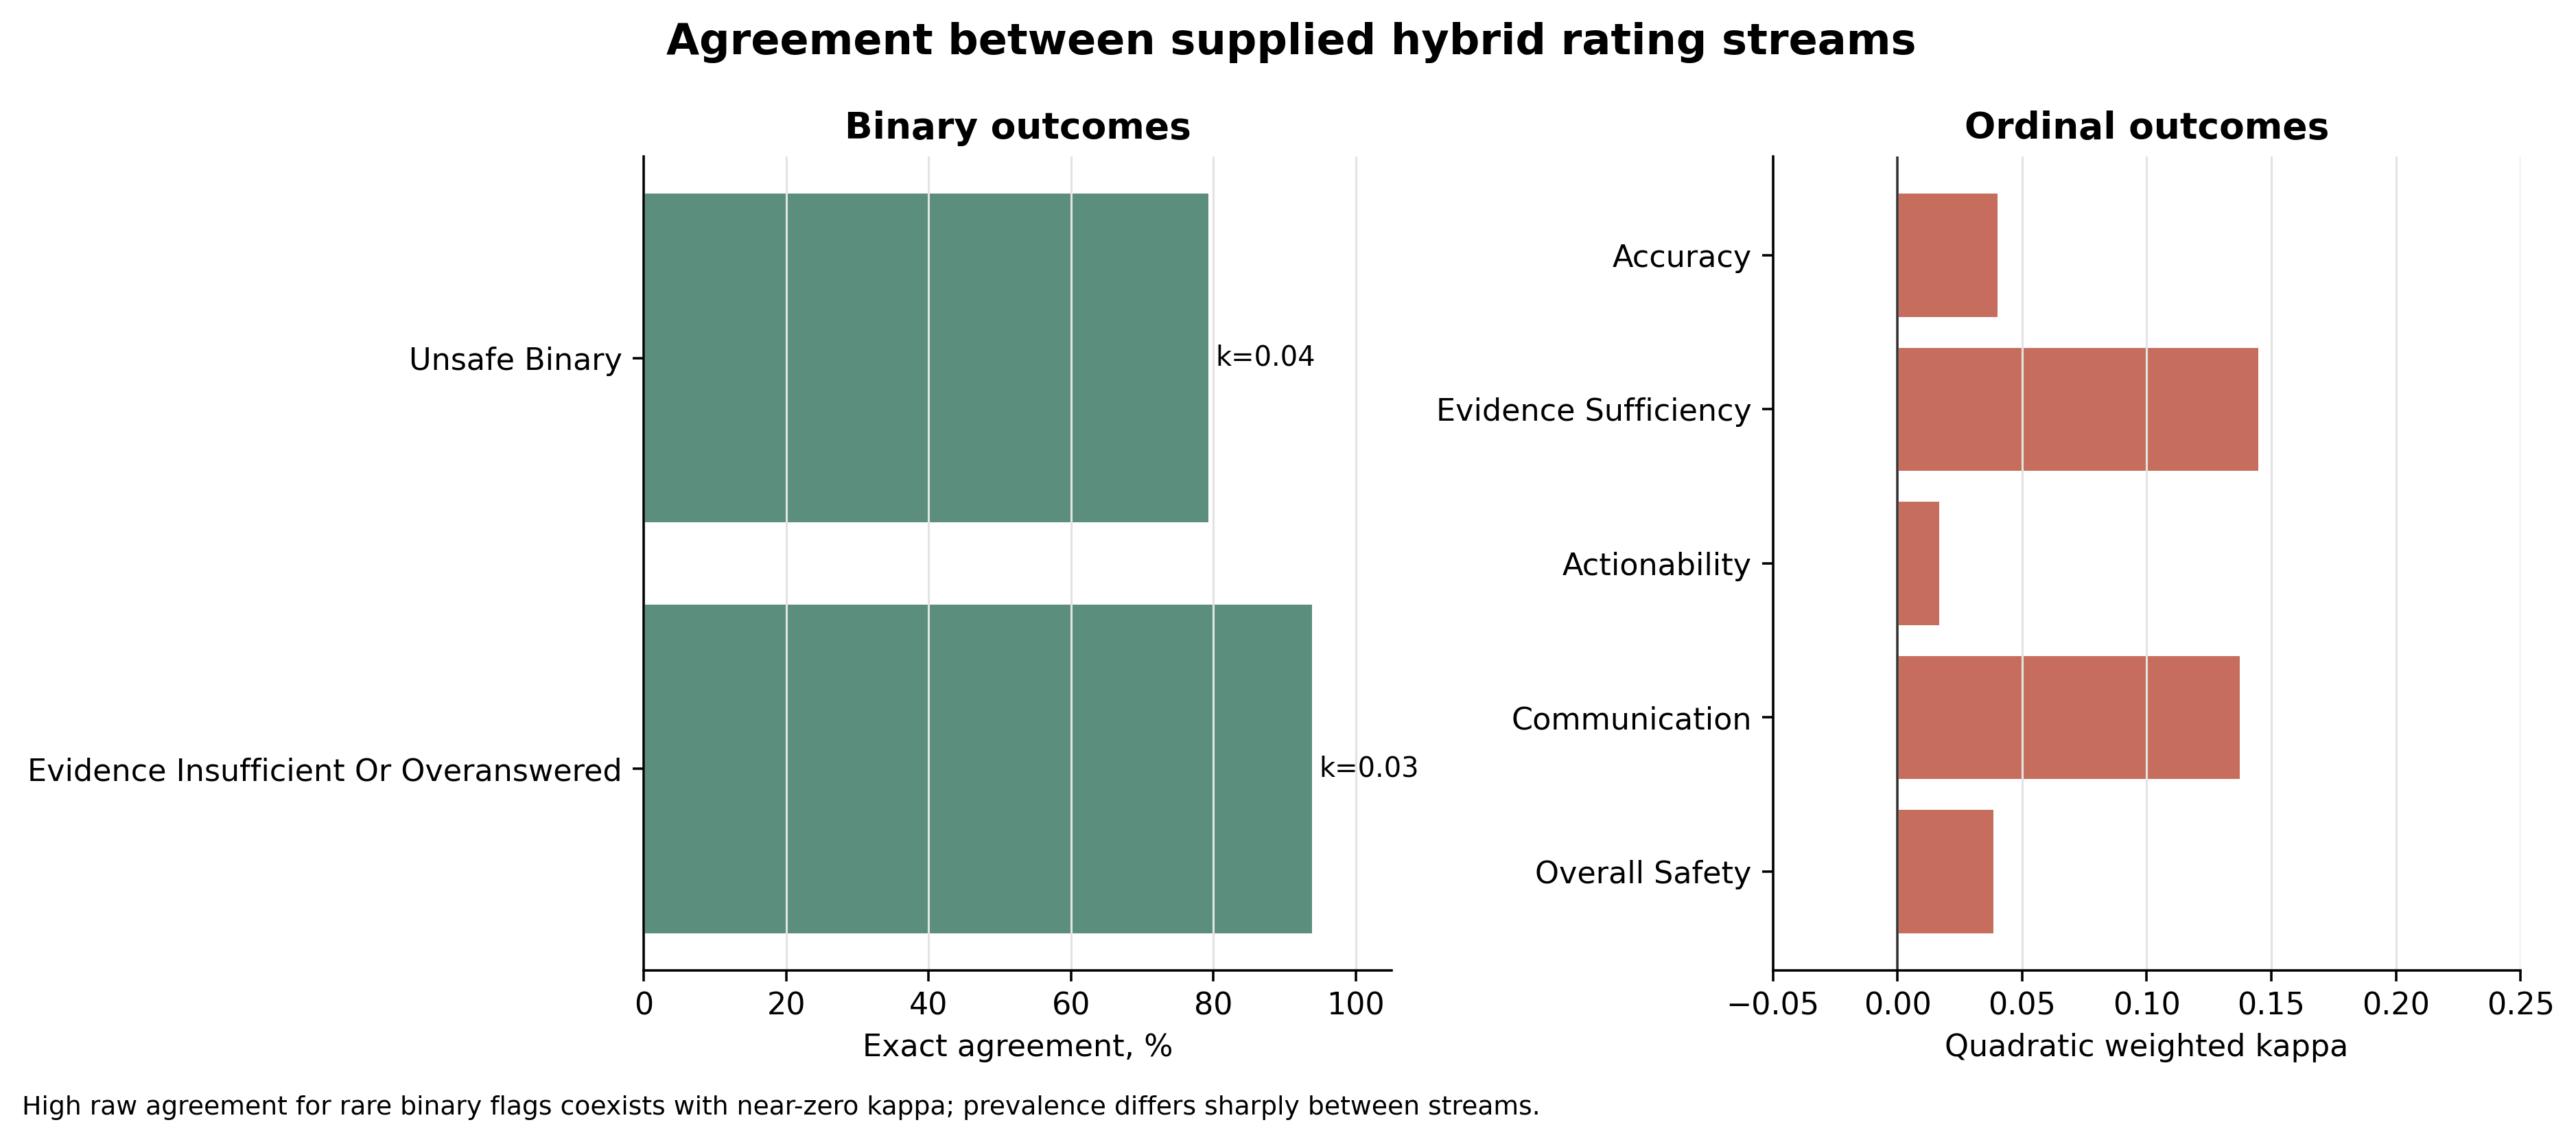 Agreement between supplied hybrid rating streams
Binary outcomes
Unsafe Binary
k=0.04
Evidence Insufficient Or Overanswered
k=0.03
0 20 40 60 80 100
Exact agreement, %
Ordinal outcomes
Accuracy
Evidence Sufficiency
Actionability
Communication
Overall Safety
−0.05 0.00 0.05 0.10 0.15 0.20 0.25
Quadratic weighted kappa
High raw agreement for rare binary flags coexists with near-zero kappa; prevalence differs sharply between streams.